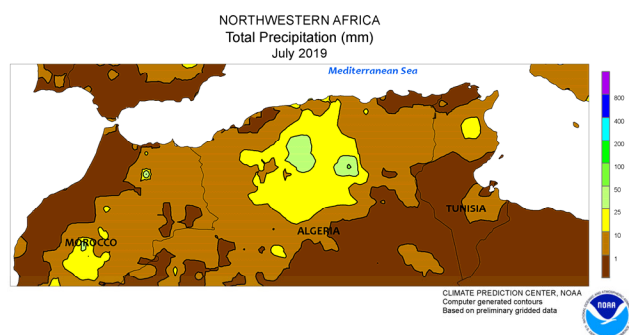 NORTHWESTERN AFRICA
Total Precipitation (mm)
July 2019
Mediterranean Sea
800
400
200
100
50
25
10
1
TUNISIA
ALGERIA
MOROCCO
CLIMATE PREDICTION CENTER, NOAA
Computer generated contours
Based on preliminary gridded data
NOAA